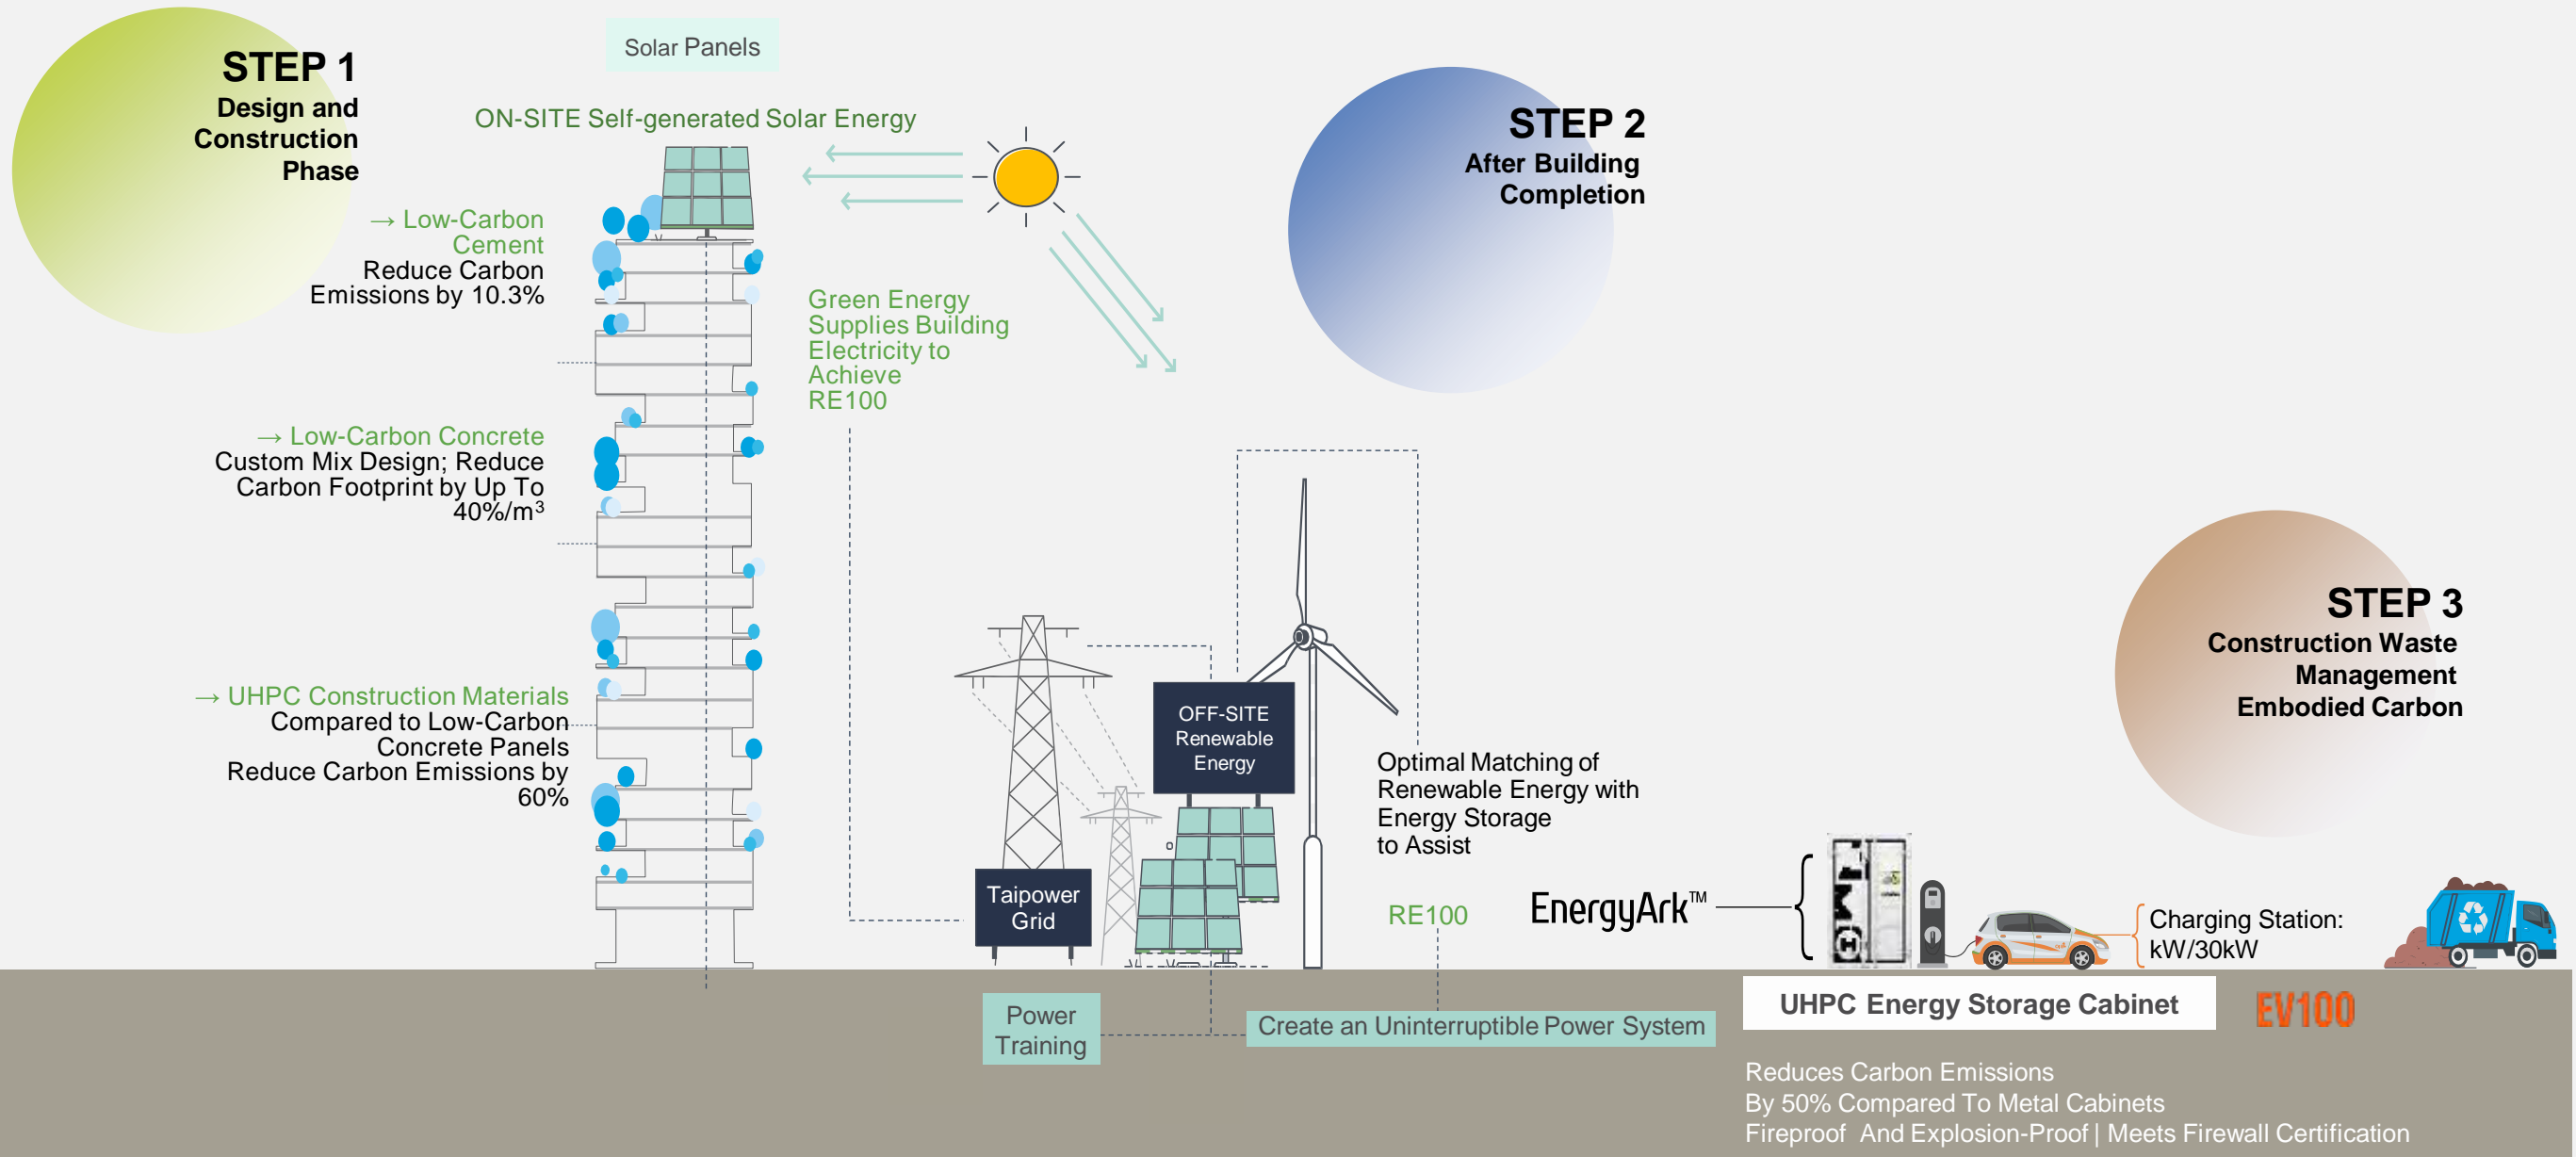 STEP 1
Design and
Construction
Phase
→ Low-Carbon
Cement
Reduce Carbon
Emissions by 10.3%
→ Low-Carbon Concrete
Custom Mix Design; Reduce
Carbon Footprint by Up To
40%/m³
→ UHPC Construction Materials
Compared to Low-Carbon
Concrete Panels
Reduce Carbon Emissions by
60%
Solar Panels
ON-SITE Self-generated Solar Energy
Green Energy
Supplies Building
Electricity to
Achieve
RE100
STEP 2
After Building
Completion
Taipower
Grid
OFF-SITE
Renewable
Energy
Optimal Matching of
Renewable Energy with
Energy Storage
to Assist
RE100
Power
Training
Create an Uninterruptible Power System
STEP 3
Construction Waste
Management
Embodied Carbon
EnergyArk™
Charging Station:
kW/30kW
UHPC Energy Storage Cabinet
EV100
Reduces Carbon Emissions
By 50% Compared To Metal Cabinets
Fireproof And Explosion-Proof | Meets Firewall Certification